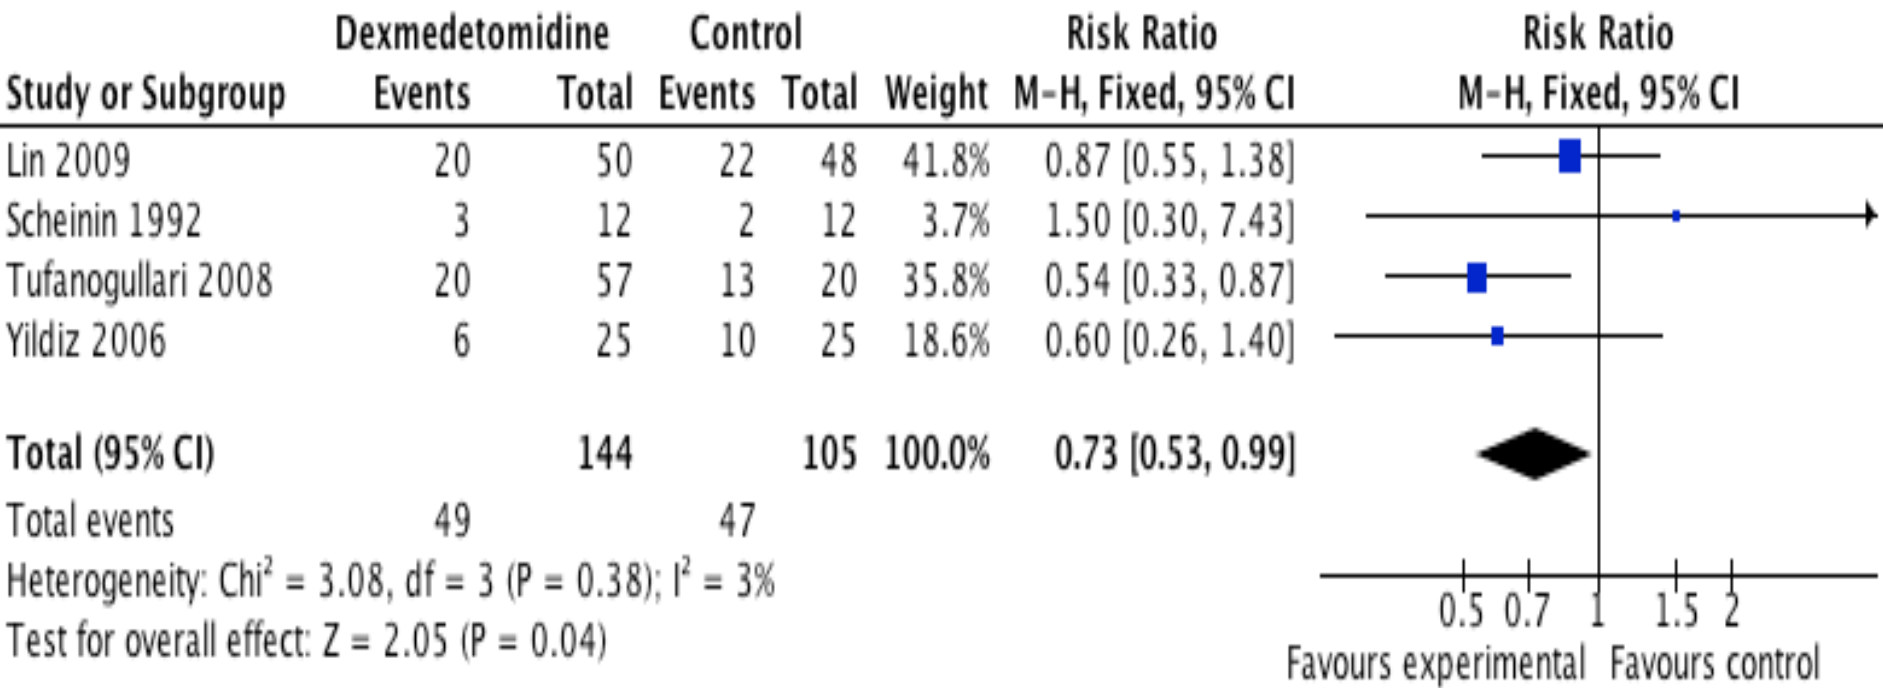 Dexmedetomidine Control Risk Ratio Risk Ratio
Study or Subgroup Events Total Events Total Weight M-H, Fixed, 95% CI M-H, Fixed, 95% CI
Lin 2009 20 50 22 48 41.8% 0.87 [0.55, 1.38]
Scheinin 1992 3 12 2 12 3.7% 1.50 [0.30, 7.43]
Tufanogullari 2008 20 57 13 20 35.8% 0.54 [0.33, 0.87]
Yildiz 2006 6 25 10 25 18.6% 0.60 [0.26, 1.40]
Total (95% CI) 144 105 100.0% 0.73 [0.53, 0.99]
Total events 49 47
Heterogeneity: Chi² = 3.08, df = 3 (P = 0.38); I² = 3%
Test for overall effect: Z = 2.05 (P = 0.04)
0.5 0.7 1 1.5 2
Favours experimental Favours control